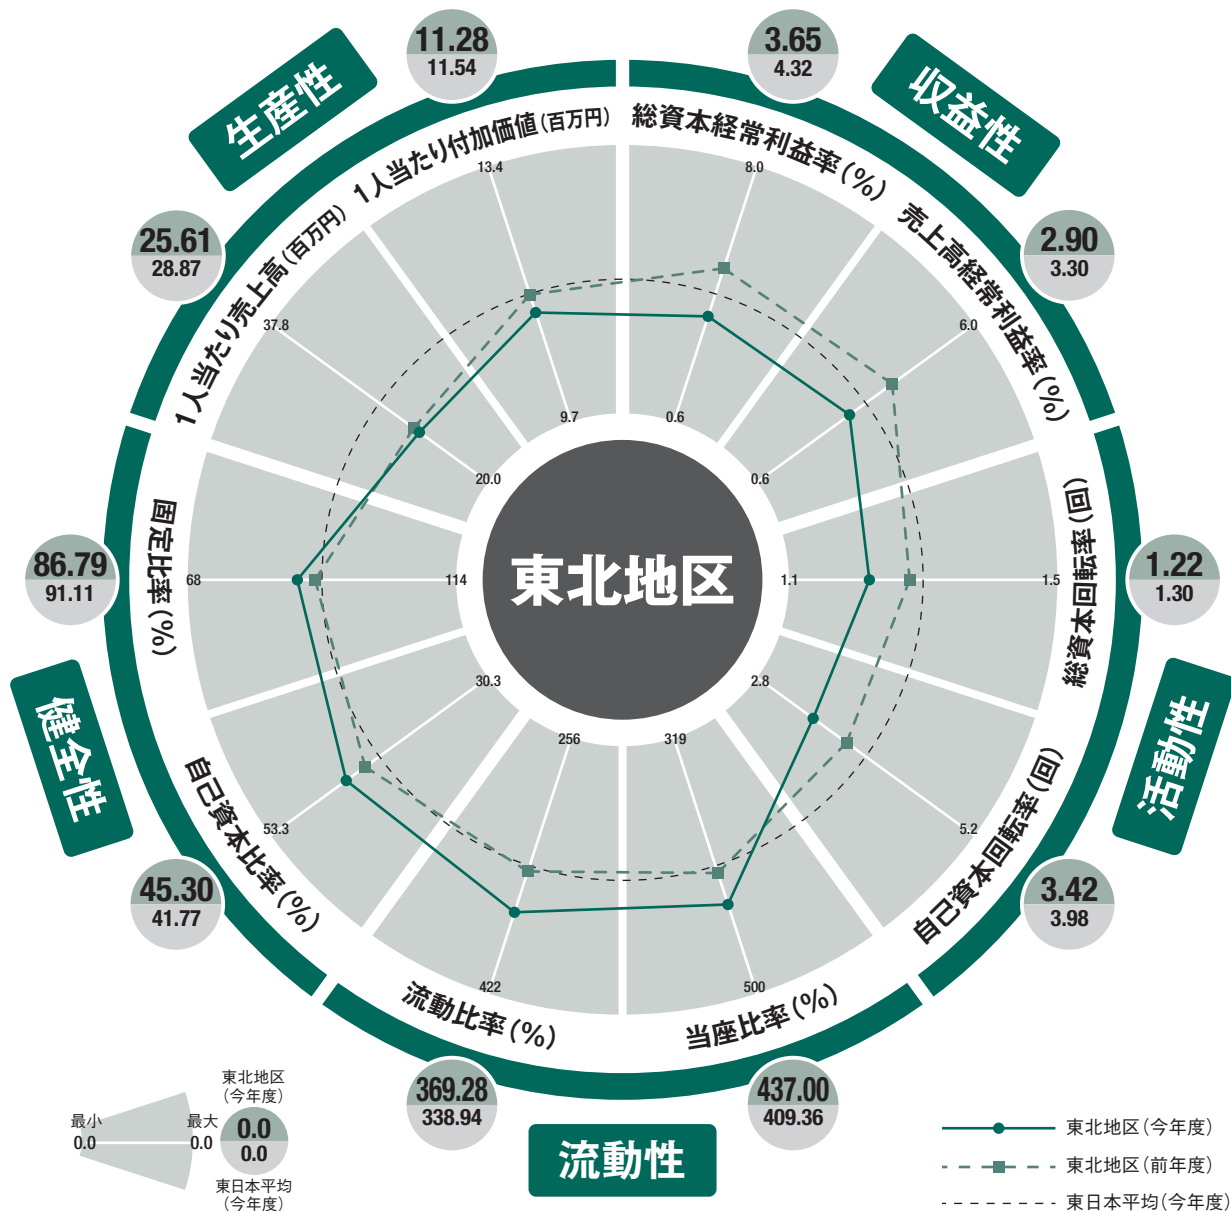 東北地区
収益性
3.65
4.32
総資本経常利益率(%)
8.0
0.6
2.90
3.30
売上高経常利益率(%)
6.0
0.6
活動性
1.22
1.30
総資本回転率(回)
1.5
1.1
3.42
3.98
自己資本回転率(回)
5.2
2.8
流動性
437.00
409.36
当座比率(%)
500
319
369.28
338.94
流動比率(%)
422
256
健全性
45.30
41.77
自己資本比率(%)
53.3
30.3
86.79
91.11
固定比率(%)
68
114
生産性
25.61
28.87
1人当たり売上高(百万円)
37.8
20.0
11.28
11.54
1人当たり付加価値(百万円)
13.4
9.7
東北地区
(今年度)
最小
0.0
最大
0.0
0.0
0.0
東日本平均
(今年度)
東北地区(今年度)
東北地区(前年度)
東日本平均(今年度)